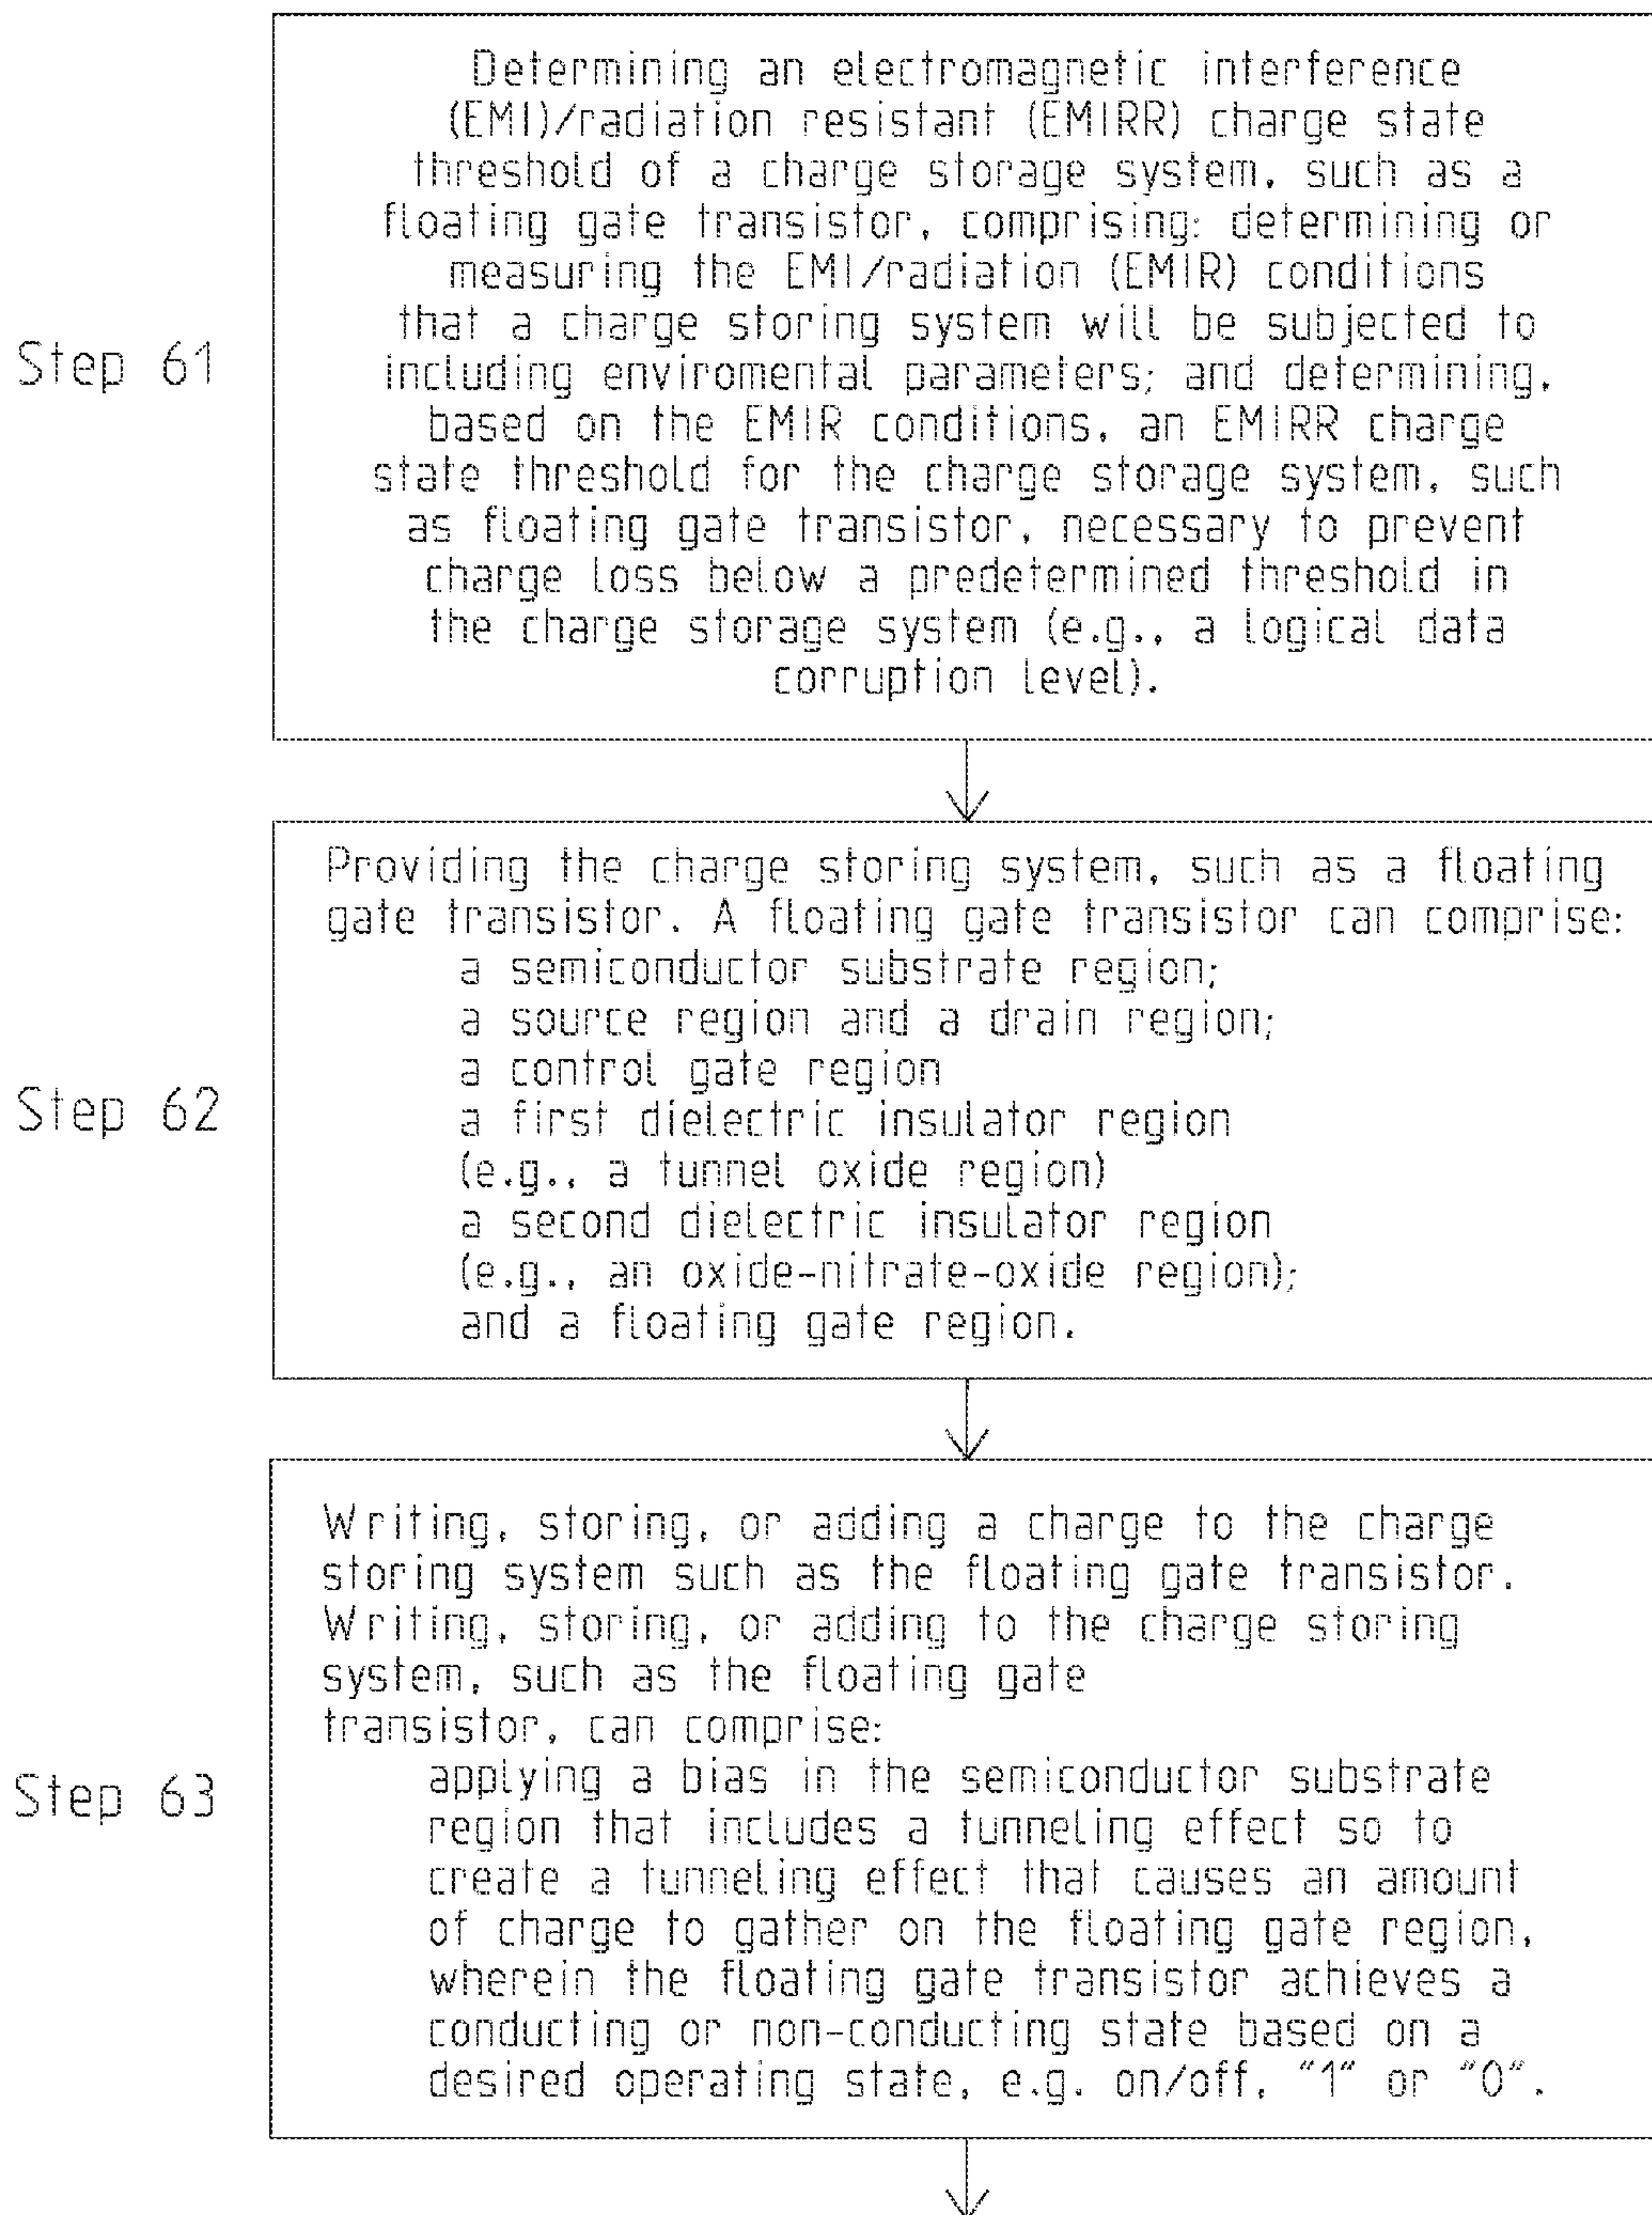 Determining an electromagnetic interference
(EMI)/radiation resistant (EMIRR) charge state
threshold of a charge storage system, such as a
floating gate transistor, comprising: determining or
measuring the EMI/radiation (EMIR) conditions
that a charge storing system will be subjected to
Step 61
including enviromental parameters; and determining,
based on the EMIR conditions, an EMIRR charge
state threshold for the charge storage system, such
as floating gate transistor, necessary to prevent
charge loss below a predetermined threshold in
the charge storage system (e.g., a logical data
corruption level).
Providing the charge storing system, such as a floating
gate transistor. A floating gate transistor can comprise:
a semiconductor substrate region;
a source region and a drain region;
a control gate region
Step 62
a first dielectric insulator region
(e.g., a tunnel oxide region)
a second dielectric insulator region
(e.g., an oxide-nitrate-oxide region);
and a floating gate region.
Writing, storing, or adding a charge to the charge
storing system such as the floating gate transistor.
Writing, storing, or adding to the charge storing
system, such as the floating gate
transistor, can comprise:
Step 63
applying a bias in the semiconductor substrate
region that includes a tunneling effect so to
create a tunneling effect that causes an amount
of charge to gather on the floating gate region,
wherein the floating gate transistor achieves a
conducting or non-conducting state based on a
desired operating state, e.g. on/off, "1" or "0".